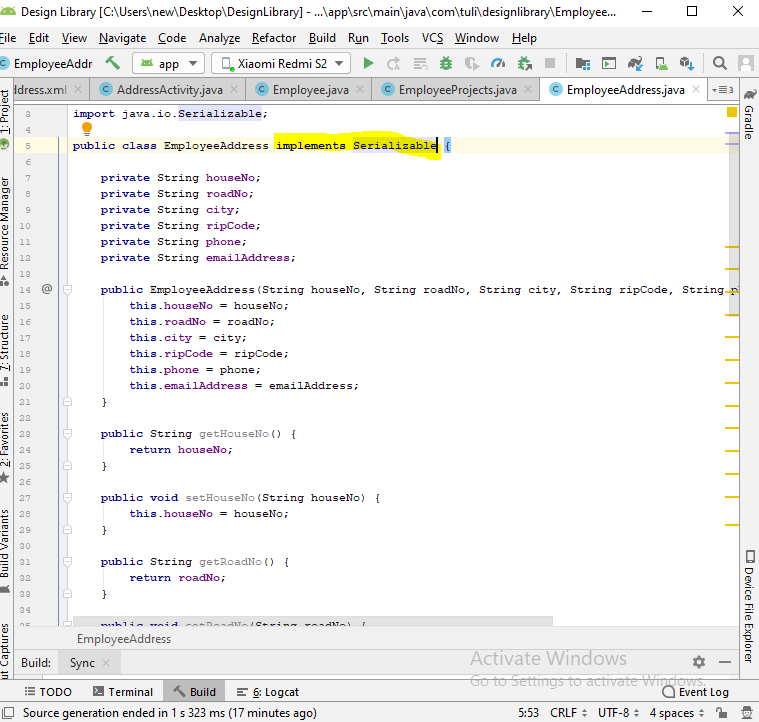 Design Library [C:\Users\new\Desktop\DesignLibrary] - ...\app\src\main\java\com\tuli\designlibrary\Employee...
File Edit View Navigate Code Analyze Refactor Build Run Tools VCS Window Help
EmployeeAddr app Xiaomi Redmi S2
ddress.xml AddressActivity.java Employee.java EmployeeProjects.java EmployeeAddress.java 3
1: Project
Resource Manager
7: Structure
2: Favorites
Build Variants
ut Captures
3 import java.io.Serializable;
4
5 public class EmployeeAddress implements Serializable {
6
7 private String houseNo;
8 private String roadNo;
9 private String city;
10 private String ripCode;
11 private String phone;
12 private String emailAddress;
13
14 @ public EmployeeAddress(String houseNo, String roadNo, String city, String ripCode, String p
15 this.houseNo = houseNo;
16 this.roadNo = roadNo;
17 this.city = city;
18 this.ripCode = ripCode;
19 this.phone = phone;
20 this.emailAddress = emailAddress;
21 }
22
23 public String getHouseNo() {
24 return houseNo;
25 }
26
27 public void setHouseNo(String houseNo) {
28 this.houseNo = houseNo;
29 }
30
31 public String getRoadNo() {
32 return roadNo;
33 }
34
35 public void setRoadNo(String roadNo) {
Gradle
Device File Explorer
EmployeeAddress
Build: Sync
Activate Windows
Go to Settings to activate Windows.
TODO Terminal Build 6: Logcat Event Log
Source generation ended in 1 s 323 ms (17 minutes ago) 5:53 CRLF UTF-8 4 spaces